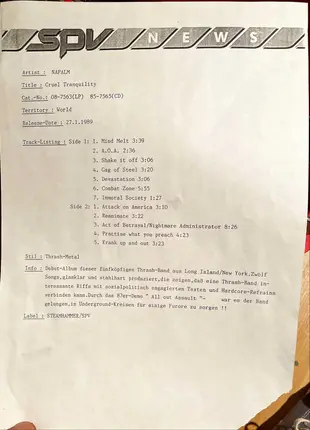 SPV NEWS
Artist : NAPALM
Title : Cruel Tranquility
Cat.-No.: 08-7563(LP) 85-7565(CD)
Territory : World
Release-Date : 27.1.1989
Track-Listing : Side 1: 1. Mind Melt 3:39
2. A.O.A. 2:36
3. Shake it off 3:06
4. Gag of Steel 3:20
5. Devastation 3:06
6. Combat Zone 5:55
7. Immoral Society 1:27
Side 2: 1. Attack on America 3:10
2. Reanimate 3:22
3. Act of Betrayal/Nightmare Administrator 8:26
4. Practise what you preach 4:23
5. Krank up and out 3:23
Stil : Thrash-Metal
Info : Debut-Album dieser fünfköpfigen Thrash-Band aus Long Island/New York.Zwölf
Songs,glasklar und stahlhart produziert,die zeigen,daß eine Thrash-Band in-
teressante Riffs mit sozialpolitisch engagierten Texten und Hardcore-Refrains
verbinden kann.Durch das 87er-Demo " All out Assault "- war es der Band
gelungen,in Underground-Kreisen für einige Furore zu sorgen !!
Label : STEAMHAMMER/SPV